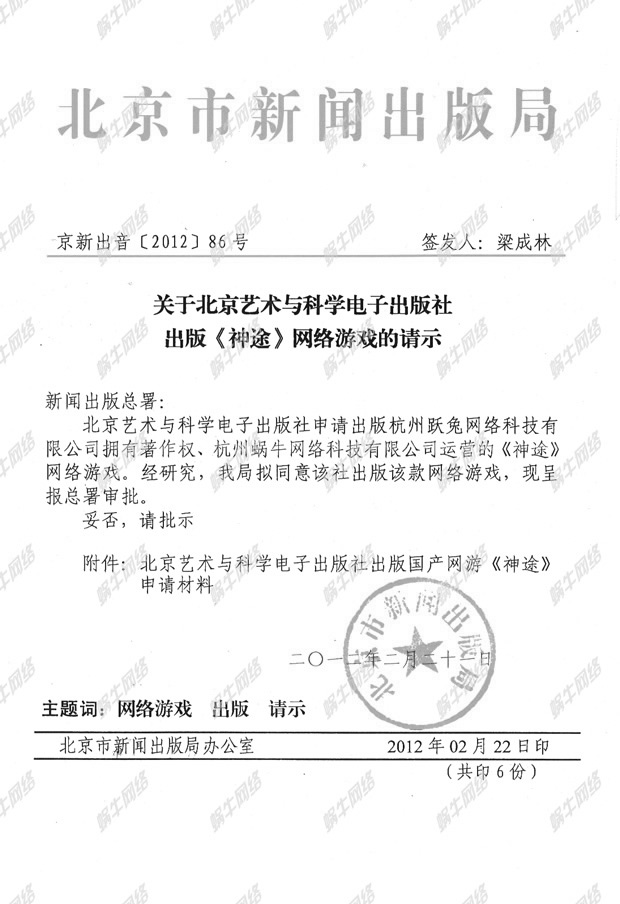 北京市新闻出版局
京新出音〔2012〕86号 签发人：梁成林
关于北京艺术与科学电子出版社
出版《神途》网络游戏的请示
新闻出版总署：
北京艺术与科学电子出版社申请出版杭州跃兔网络科技有
限公司拥有著作权、杭州蜗牛网络科技有限公司运营的《神途》
网络游戏。经研究，我局拟同意该社出版该款网络游戏，现呈
报总署审批。
妥否，请批示
附件：北京艺术与科学电子出版社出版国产网游《神途》
申请材料
北京市新闻出版局
二〇一二年二月二十一日
主题词：网络游戏 出版 请示
北京市新闻出版局办公室 2012年02月22日印
（共印6份）
蜗牛网络